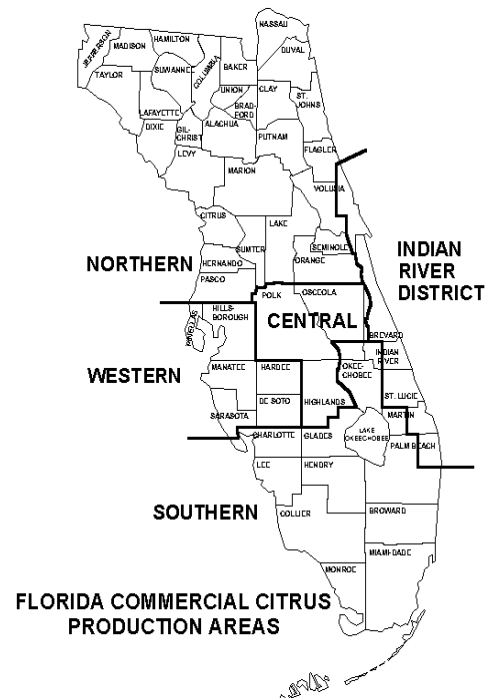 NASSAU
JEFFERSON
MADISON
HAMILTON
DUVAL
TAYLOR
SUWANNEE
COLUMBIA
BAKER
UNION
CLAY
ST.
JOHNS
LAFAYETTE
BRAD-
FORD
DIXIE
GIL-
CHRIST
ALACHUA
PUTNAM
FLAGLER
LEVY
MARION
VOLUSIA
CITRUS
LAKE
SUMTER
SEMINOLE
HERNANDO
ORANGE
NORTHERN
PASCO
INDIAN
RIVER
DISTRICT
POLK
OSCEOLA
HILLS-
BOROUGH
PINELLAS
CENTRAL
BREVARD
INDIAN
RIVER
WESTERN
MANATEE
HARDEE
OKEE-
CHOBEE
DE SOTO
HIGHLANDS
ST. LUCIE
SARASOTA
MARTIN
CHARLOTTE
GLADES
LAKE
OKEECHOBEE
PALM BEACH
LEE
HENDRY
SOUTHERN
COLLIER
BROWARD
MIAMI-DADE
MONROE
FLORIDA COMMERCIAL CITRUS
PRODUCTION AREAS